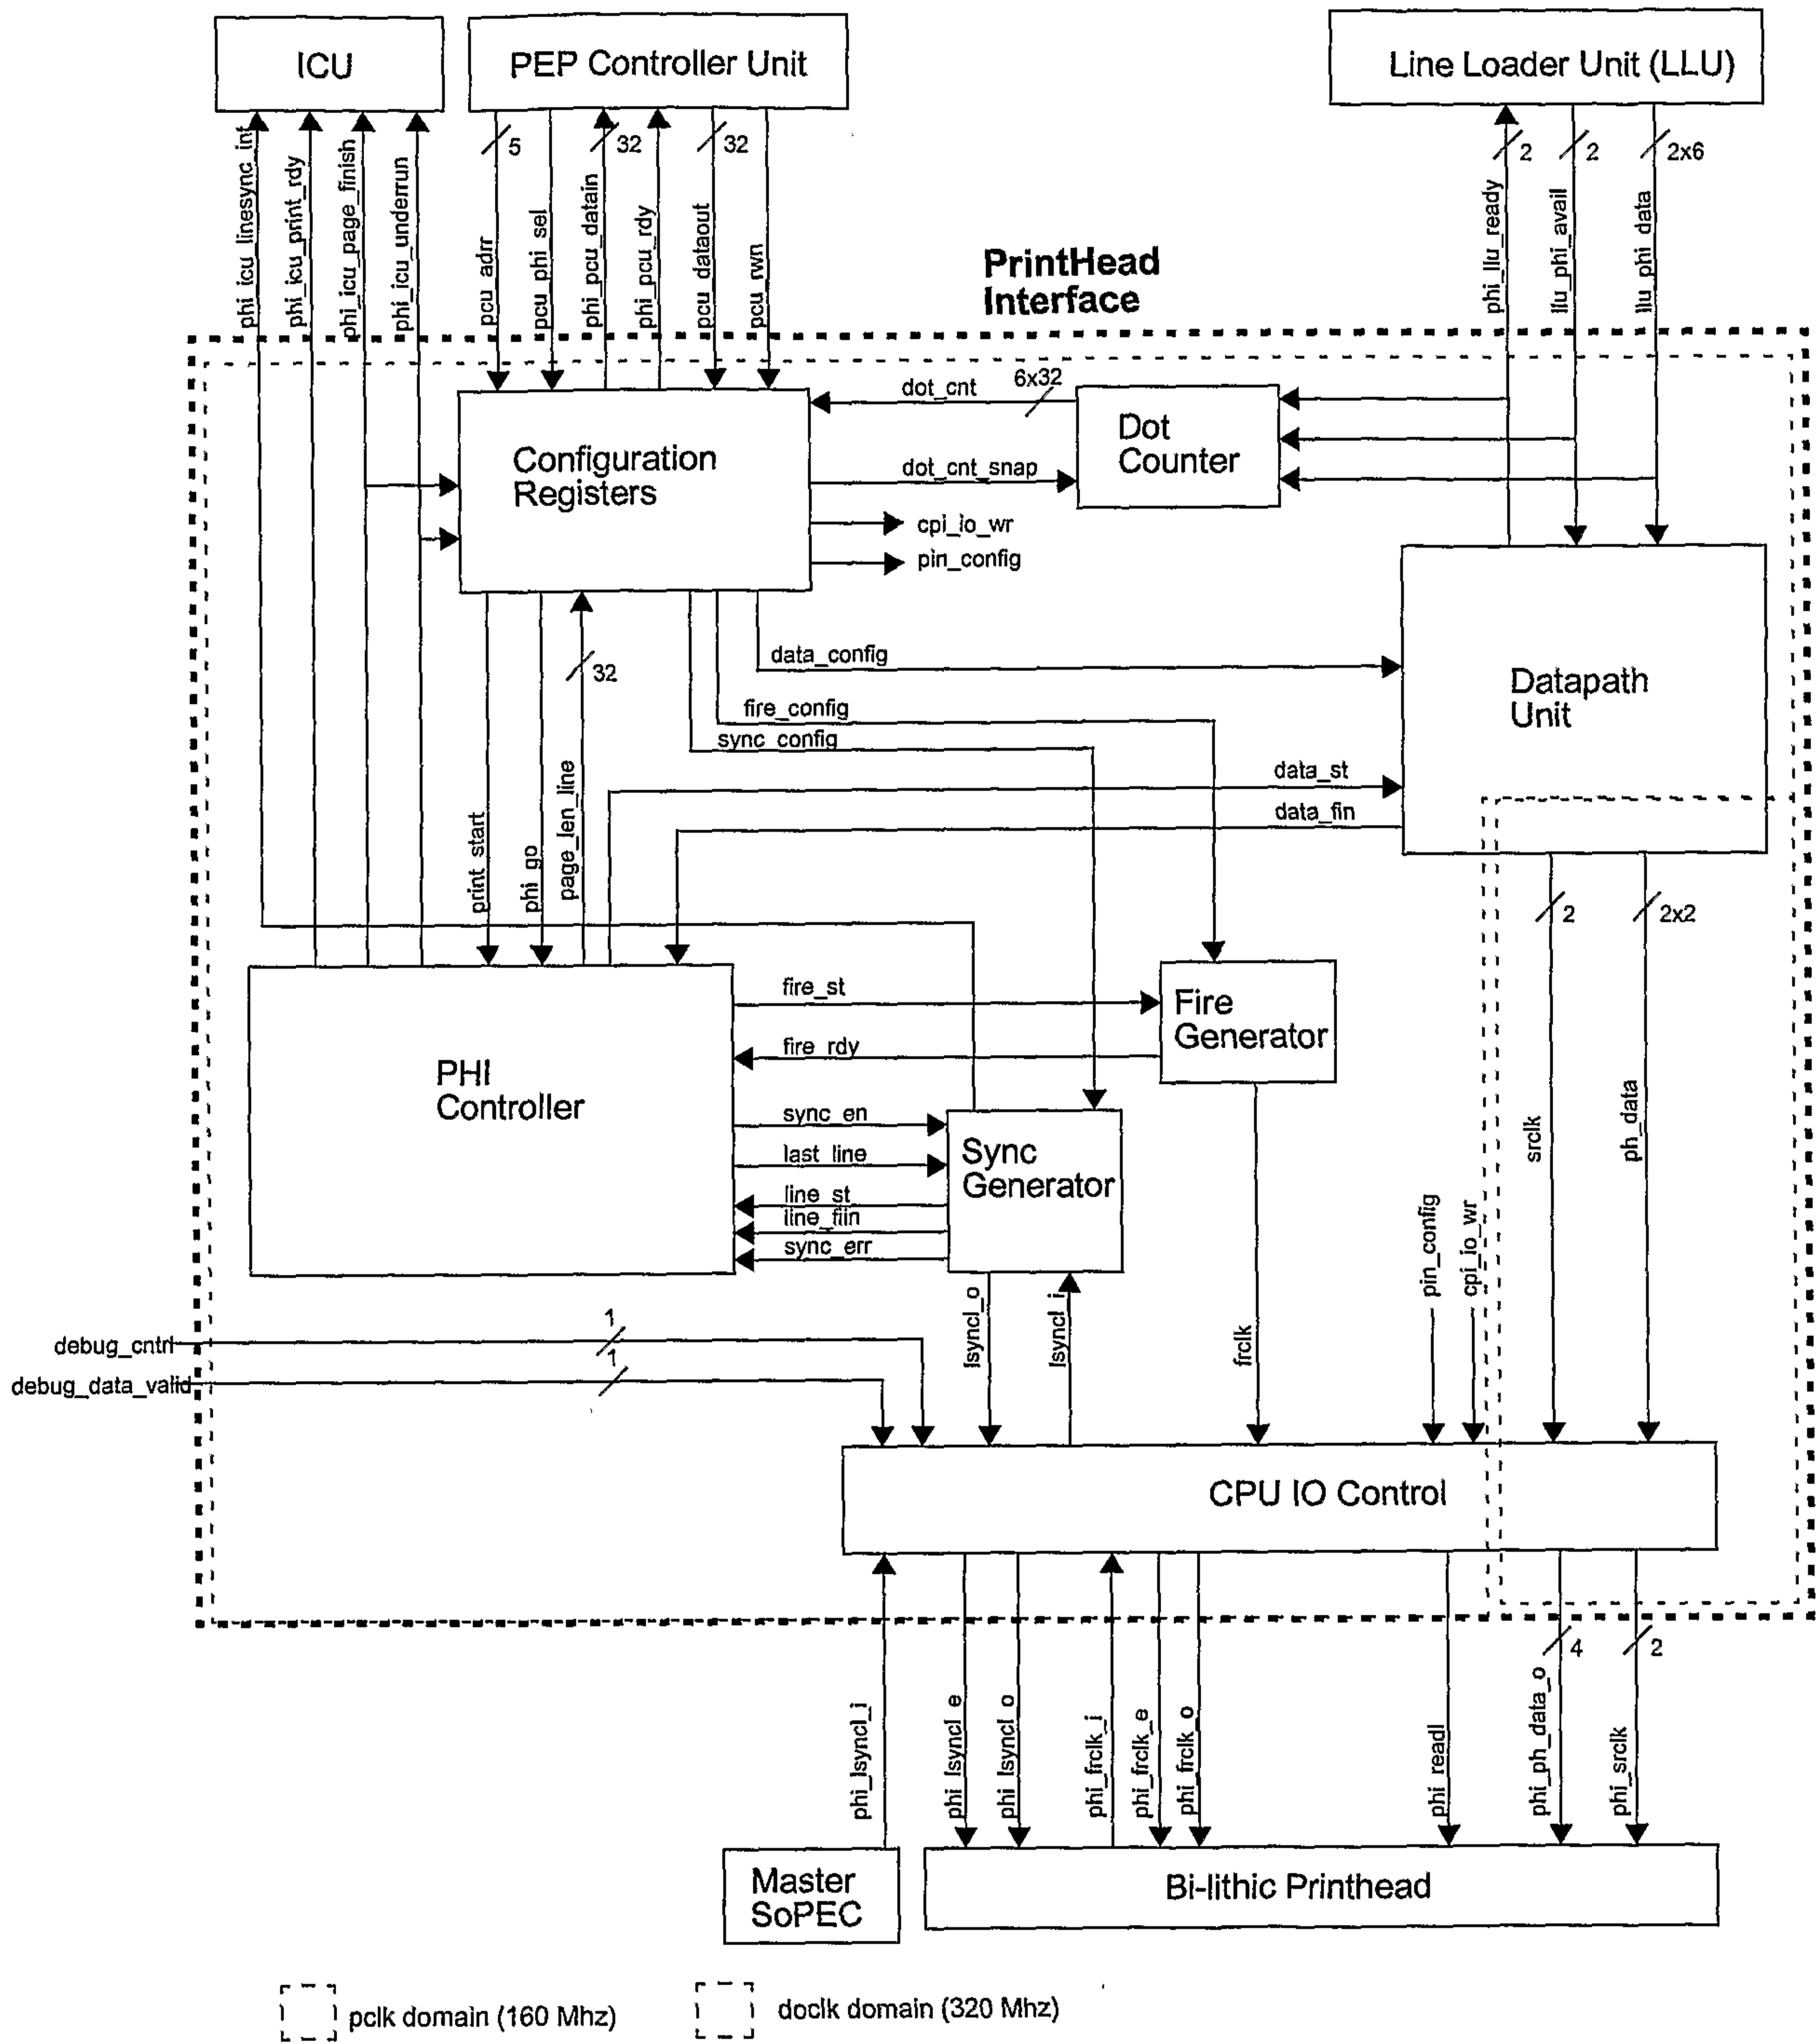 ICU
PEP Controller Unit
Line Loader Unit (LLU)
phi_icu_linesync_int
phi_icu_print_rdy
phi_icu_page_finish
phi_icu_underrun
pcu_adrr
5
pcu_phi_sel
phi_pcu_datain
32
phi_pcu_rdy
pcu_dataout
32
pcu_rwn
phi_llu_ready
2
llu_phi_avail
2
llu_phi_data
2x6
PrintHead
Interface
Configuration
Registers
dot_cnt
6x32
Dot
Counter
dot_cnt_snap
cpi_io_wr
pin_config
data_config
Datapath
Unit
32
fire_config
sync_config
data_st
data_fin
print_start
phi_go
page_len_line
2
2x2
srclk
ph_data
PHI
Controller
fire_st
fire_rdy
Fire
Generator
sync_en
last_line
line_st
line_fiin
sync_err
Sync
Generator
lsyncl_o
lsyncl_i
frclk
pin_config
cpi_io_wr
debug_cntrl
1
debug_data_valid
1
CPU IO Control
phi_lsyncl_i
phi_lsyncl_e
phi_lsyncl_o
phi_frclk_i
phi_frclk_e
phi_frclk_o
phi_readl
phi_ph_data_o
4
phi_srclk
2
Master
SoPEC
Bi-lithic Printhead
pclk domain (160 Mhz)
doclk domain (320 Mhz)